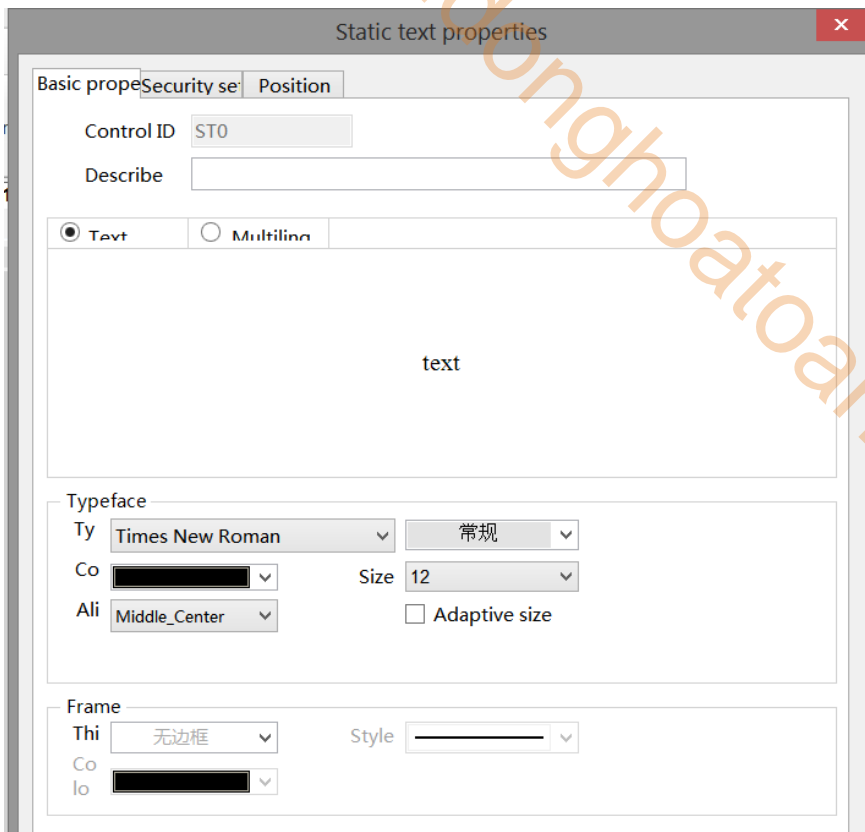 Static text properties
Basic prope Security se Position
Control ID ST0
Describe
Text Multiling
text
Typeface
Ty Times New Roman 常规
Co Size 12
Ali Middle_Center Adaptive size
Frame
Thi 无边框 Style
Co
lo